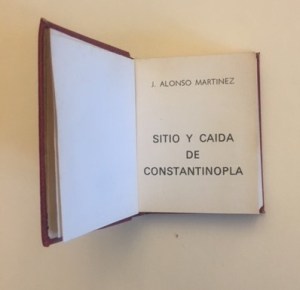 J. ALONSO MARTINEZ
SITIO Y CAIDA
DE
CONSTANTINOPLA